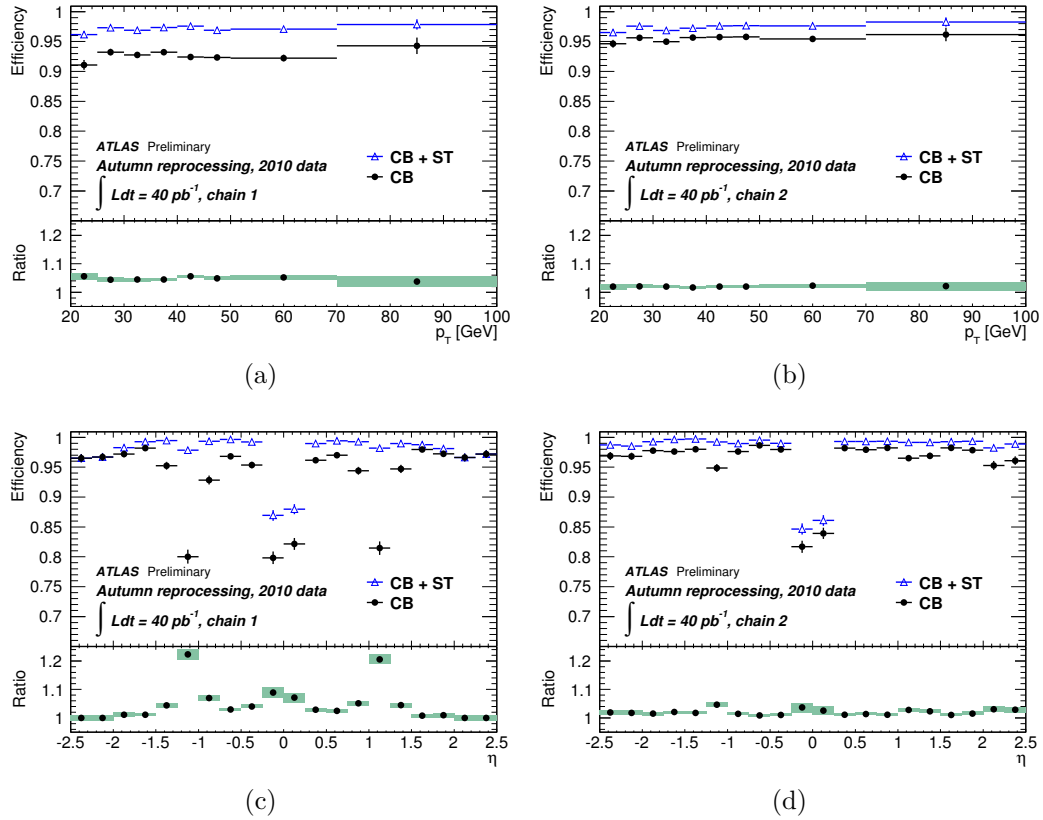 Efficiency
1
0.95
0.9
0.85
0.8
0.75
0.7
ATLAS Preliminary
Autumn reprocessing, 2010 data
∫ Ldt = 40 pb⁻¹, chain 1
CB + ST
CB
Ratio
1.2
1.1
1
20 30 40 50 60 70 80 90 100
p_T [GeV]
(a)
Efficiency
1
0.95
0.9
0.85
0.8
0.75
0.7
ATLAS Preliminary
Autumn reprocessing, 2010 data
∫ Ldt = 40 pb⁻¹, chain 2
CB + ST
CB
Ratio
1.2
1.1
1
20 30 40 50 60 70 80 90 100
p_T [GeV]
(b)
Efficiency
1
0.95
0.9
0.85
0.8
0.75
0.7
ATLAS Preliminary
Autumn reprocessing, 2010 data
∫ Ldt = 40 pb⁻¹, chain 1
CB + ST
CB
Ratio
1.2
1.1
1
-2.5 -2 -1.5 -1 -0.5 0 0.5 1 1.5 2 2.5
η
(c)
Efficiency
1
0.95
0.9
0.85
0.8
0.75
0.7
ATLAS Preliminary
Autumn reprocessing, 2010 data
∫ Ldt = 40 pb⁻¹, chain 2
CB + ST
CB
Ratio
1.2
1.1
1
-2.5 -2 -1.5 -1 -0.5 0 0.5 1 1.5 2 2.5
η
(d)